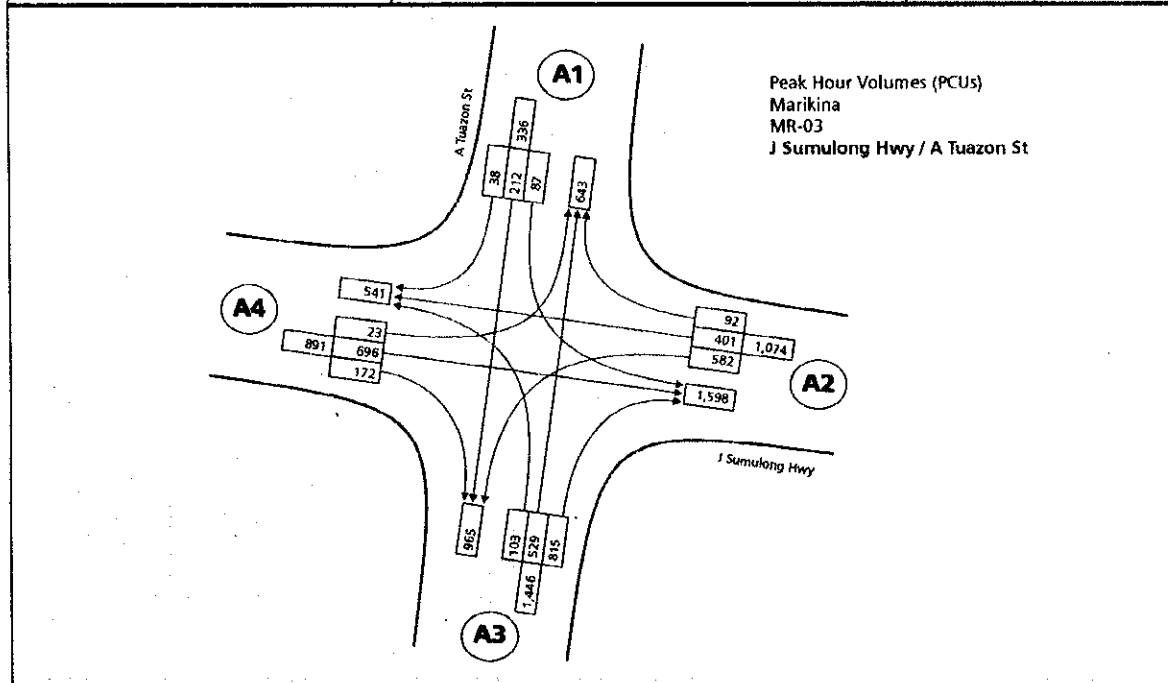 A1
Peak Hour Volumes (PCUs)
Marikina
MR-03
J Sumulong Hwy / A Tuazon St
A Tuazon St
336
38 212 87
643
A4
541
23
891 696
172
92
401 1,074
582
A2
1,598
J Sumulong Hwy
965
103 529 815
1,446
A3